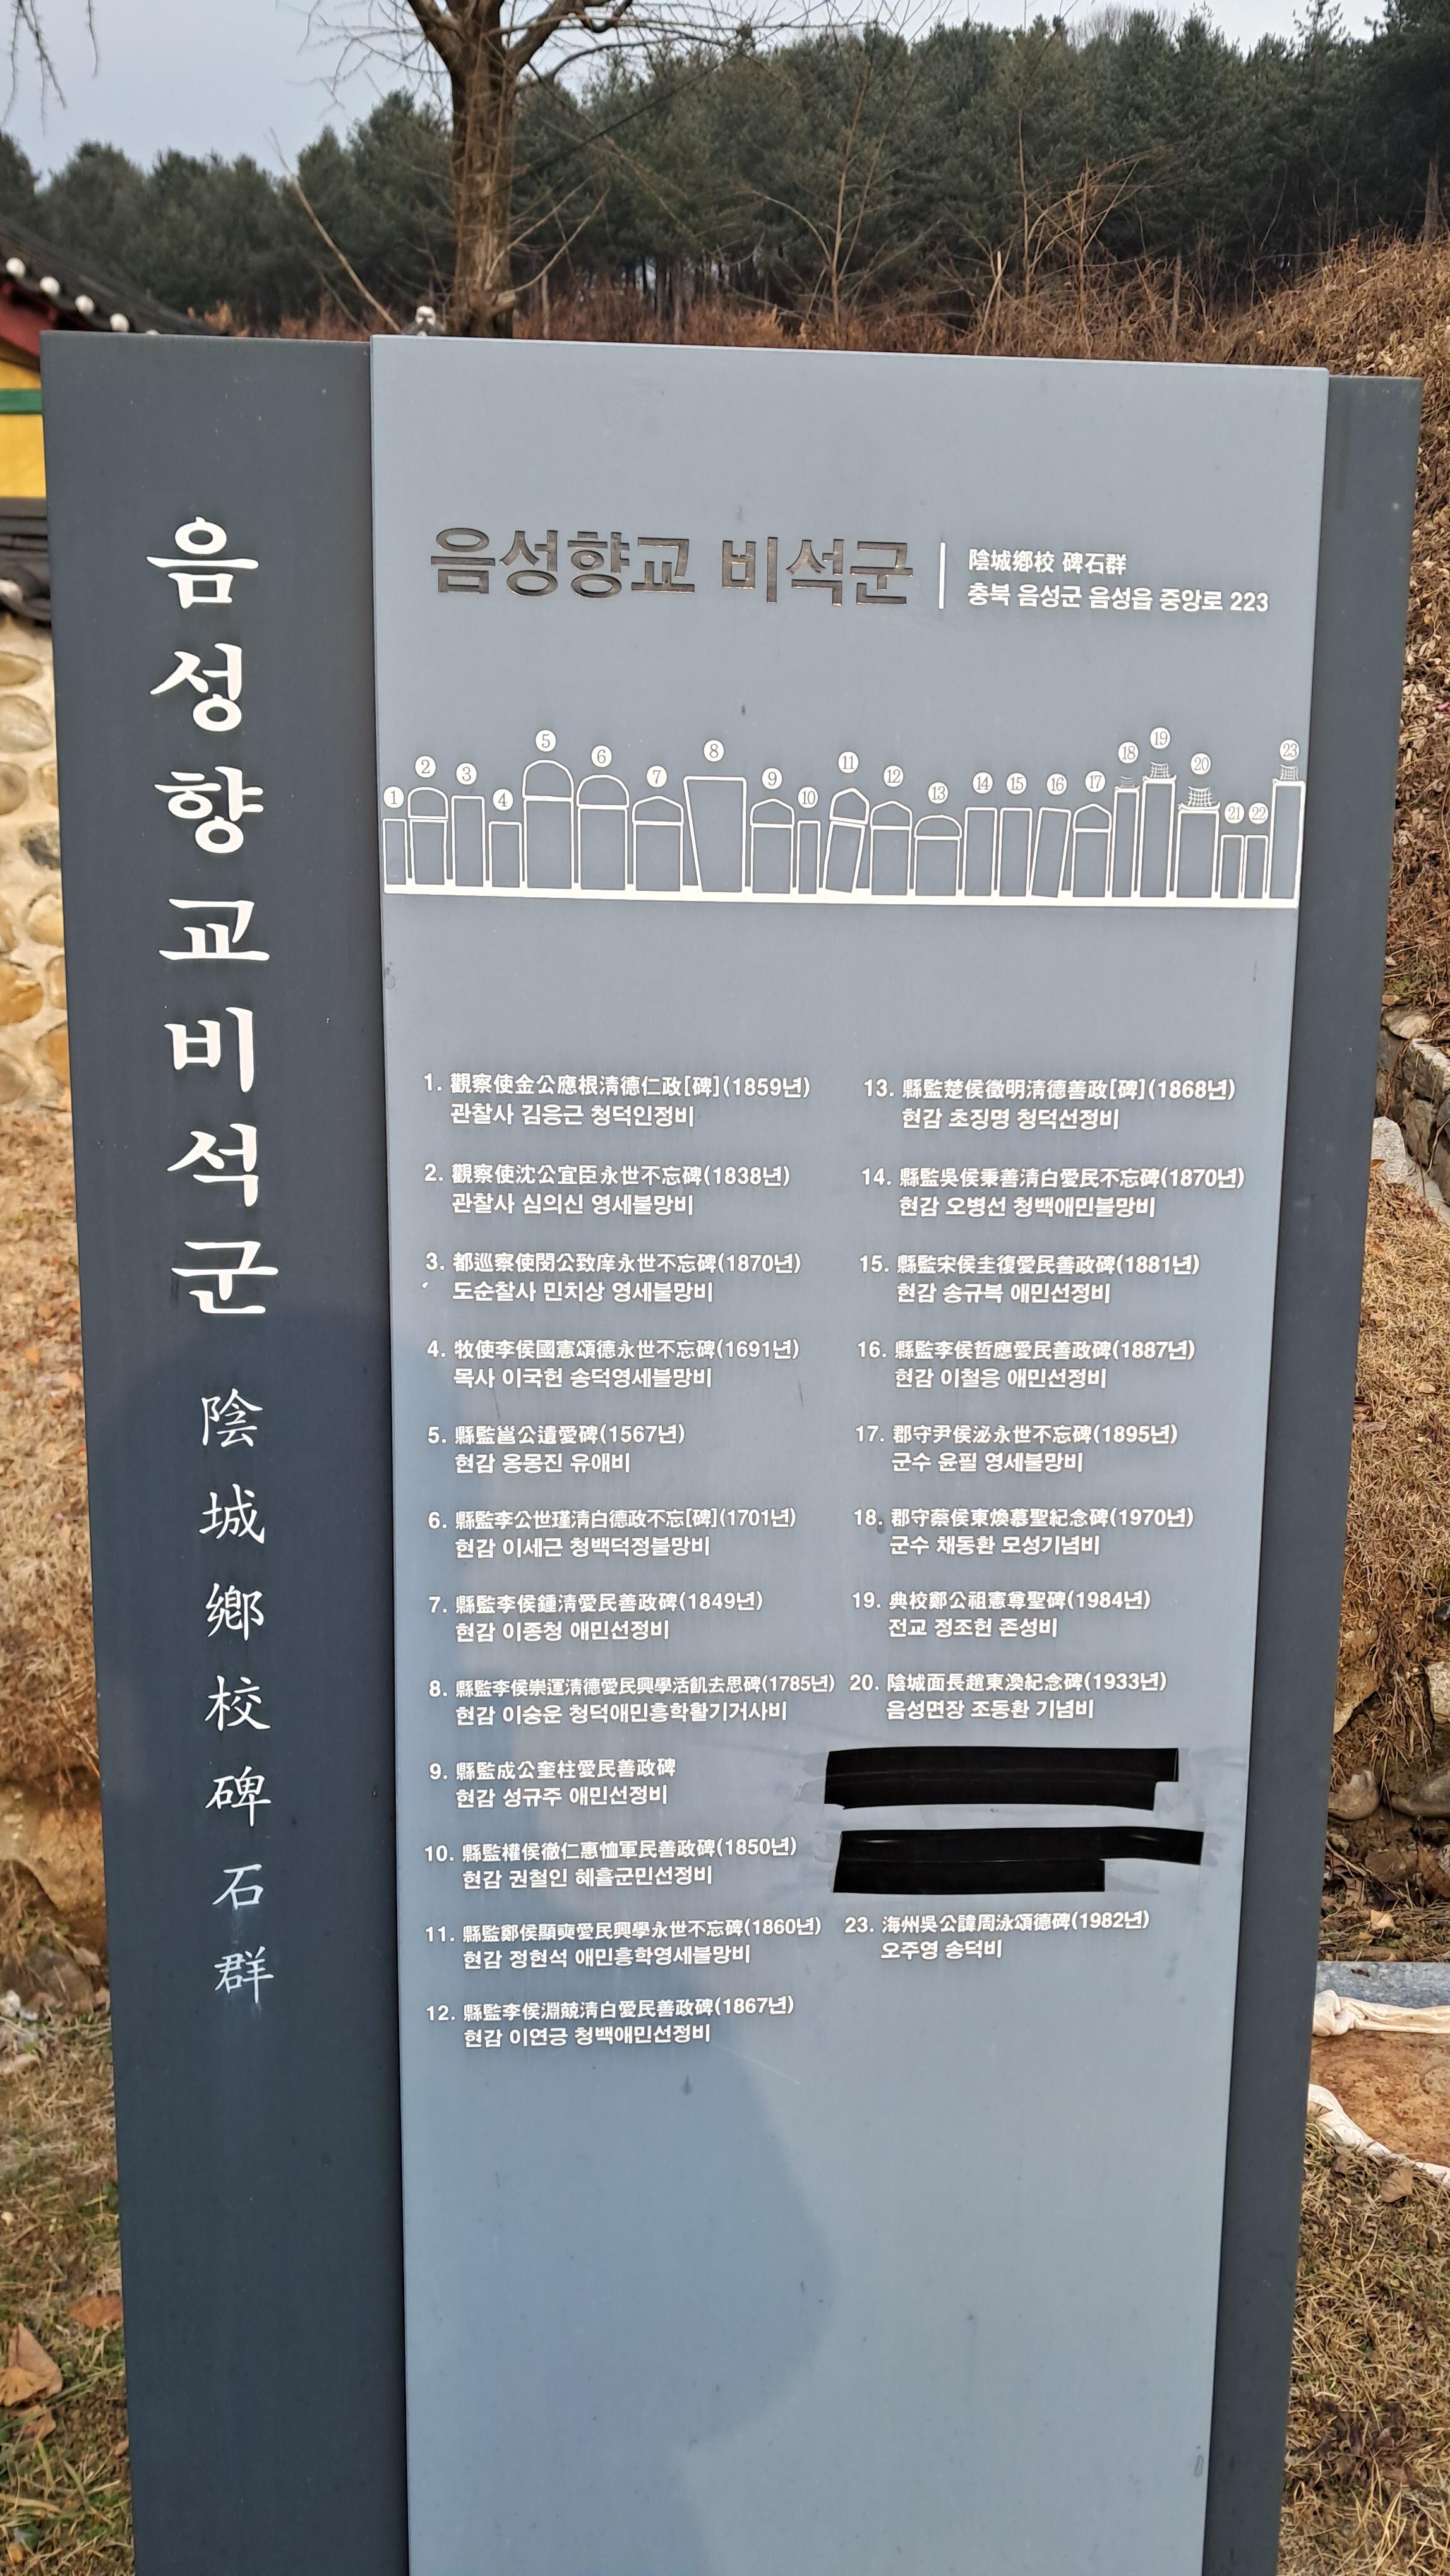 음성향교비석군 陰城鄕校碑石群
음성향교 비석군
陰城鄕校 碑石群
충북 음성군 음성읍 중앙로 223
1 2 3 4 5 6 7 8 9 10 11 12 13 14 15 16 17 18 19 20 21 22 23
1. 觀察使金公應根淸德仁政[碑](1859년)
관찰사 김응근 청덕인정비
2. 觀察使沈公宜臣永世不忘碑(1838년)
관찰사 심의신 영세불망비
3. 都巡察使閔公致庠永世不忘碑(1870년)
도순찰사 민치상 영세불망비
4. 牧使李侯國憲頌德永世不忘碑(1691년)
목사 이국헌 송덕영세불망비
5. 縣監邕公遺愛碑(1567년)
현감 옹몽진 유애비
6. 縣監李公世瑾淸白德政不忘[碑](1701년)
현감 이세근 청백덕정불망비
7. 縣監李侯鍾淸愛民善政碑(1849년)
현감 이종청 애민선정비
8. 縣監李侯崇運淸德愛民興學活飢去思碑(1785년)
현감 이숭운 청덕애민흥학활기거사비
9. 縣監成公奎柱愛民善政碑
현감 성규주 애민선정비
10. 縣監權侯徹仁惠恤軍民善政碑(1850년)
현감 권철인 혜휼군민선정비
11. 縣監鄭侯顯奭愛民興學永世不忘碑(1860년)
현감 정현석 애민흥학영세불망비
12. 縣監李侯淵兢淸白愛民善政碑(1867년)
현감 이연긍 청백애민선정비
13. 縣監楚侯徵明淸德善政[碑](1868년)
현감 초징명 청덕선정비
14. 縣監吳侯秉善淸白愛民不忘碑(1870년)
현감 오병선 청백애민불망비
15. 縣監宋侯圭復愛民善政碑(1881년)
현감 송규복 애민선정비
16. 縣監李侯哲應愛民善政碑(1887년)
현감 이철응 애민선정비
17. 郡守尹侯泌永世不忘碑(1895년)
군수 윤필 영세불망비
18. 郡守蔡侯東煥慕聖紀念碑(1970년)
군수 채동환 모성기념비
19. 典校鄭公祖憲尊聖碑(1984년)
전교 정조헌 존성비
20. 陰城面長趙東渙紀念碑(1933년)
음성면장 조동환 기념비
23. 海州吳公諱周泳頌德碑(1982년)
오주영 송덕비